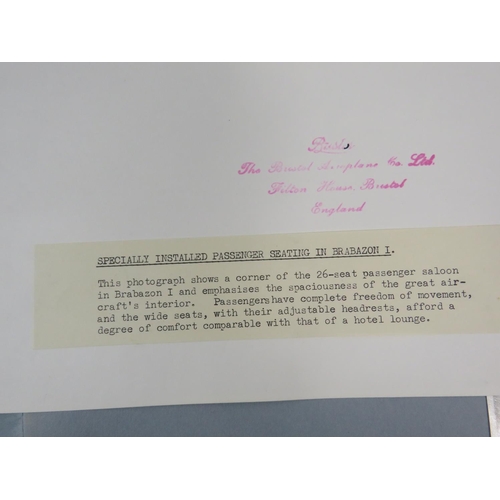 The Bristol Aeroplane Co. Ltd.
Filton House, Bristol
England
SPECIALLY INSTALLED PASSENGER SEATING IN BRABAZON I.
This photograph shows a corner of the 26-seat passenger saloon
in Brabazon I and emphasises the spaciousness of the great air-
craft's interior. Passengers have complete freedom of movement,
and the wide seats, with their adjustable headrests, afford a
degree of comfort comparable with that of a hotel lounge.